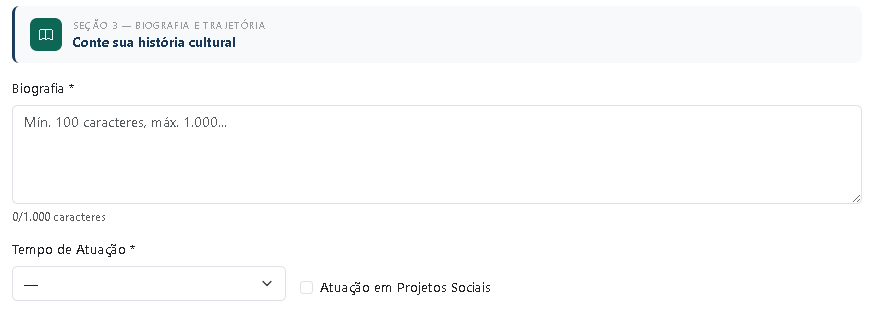 SEÇÃO 3 — BIOGRAFIA E TRAJETÓRIA
Conte sua história cultural
Biografia *
Mín. 100 caracteres, máx. 1.000...
0/1.000 caracteres
Tempo de Atuação *
—
Atuação em Projetos Sociais